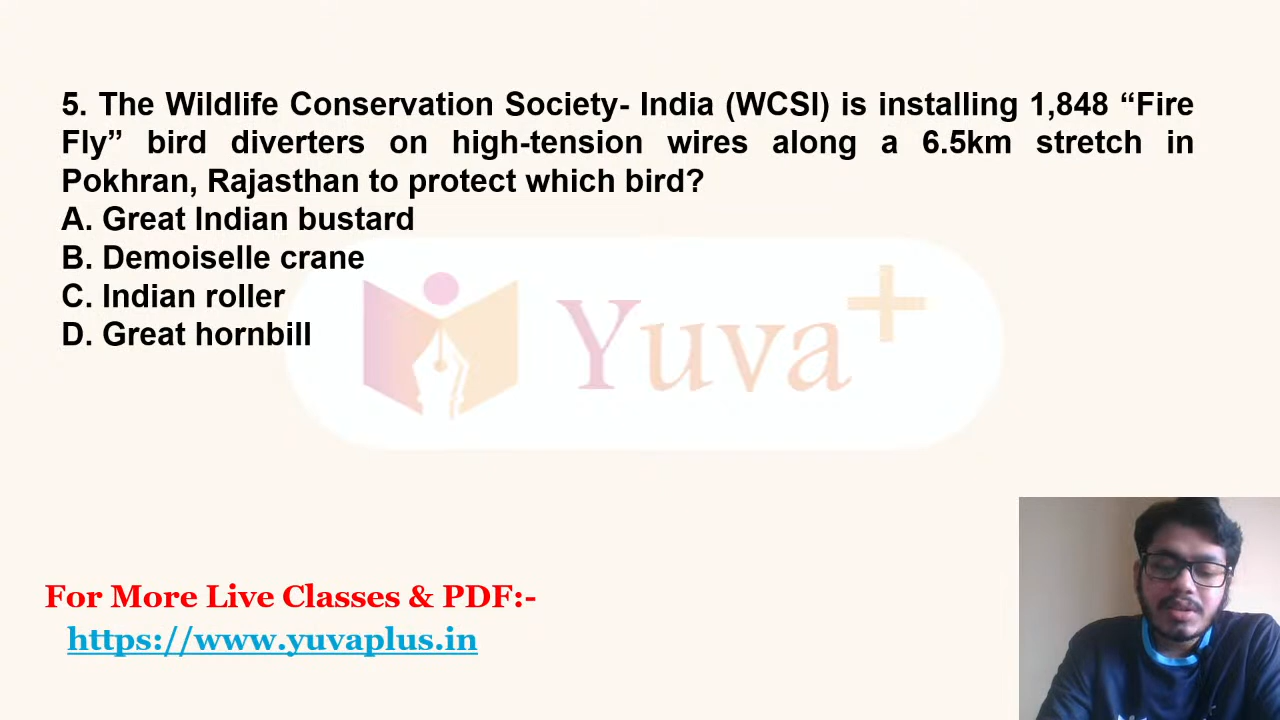 5. The Wildlife Conservation Society- India (WCSI) is installing 1,848 “Fire
Fly” bird diverters on high-tension wires along a 6.5km stretch in
Pokhran, Rajasthan to protect which bird?
A. Great Indian bustard
B. Demoiselle crane
C. Indian roller
D. Great hornbill
Yuva+
For More Live Classes & PDF:-
https://www.yuvaplus.in